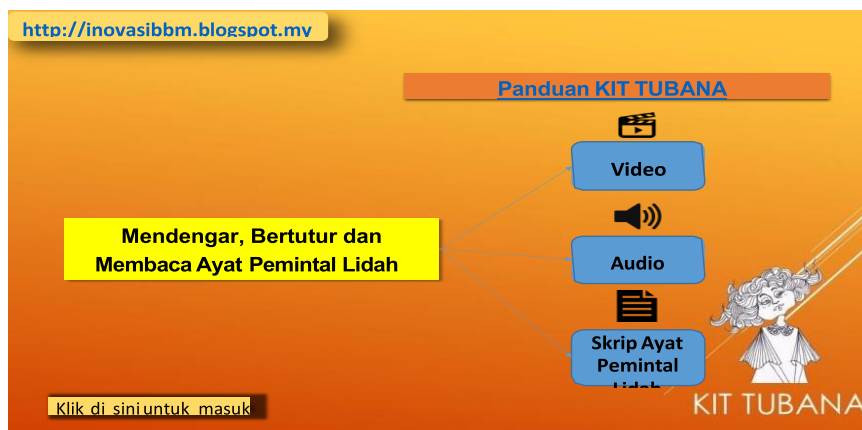 http://inovasibbm.blogspot.my
Panduan KIT TUBANA
Video
Mendengar, Bertutur dan
Membaca Ayat Pemintal Lidah
Audio
Skrip Ayat
Pemintal
Lidah
Klik di sini untuk masuk
KIT TUBANA